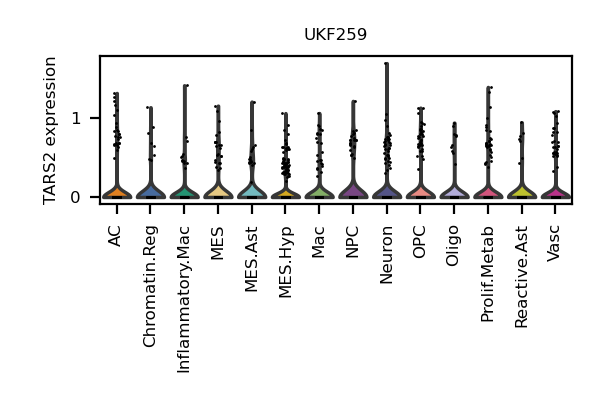 UKF259
TARS2 expression
1
0
AC
Chromatin.Reg
Inflammatory.Mac
MES
MES.Ast
MES.Hyp
Mac
NPC
Neuron
OPC
Oligo
Prolif.Metab
Reactive.Ast
Vasc